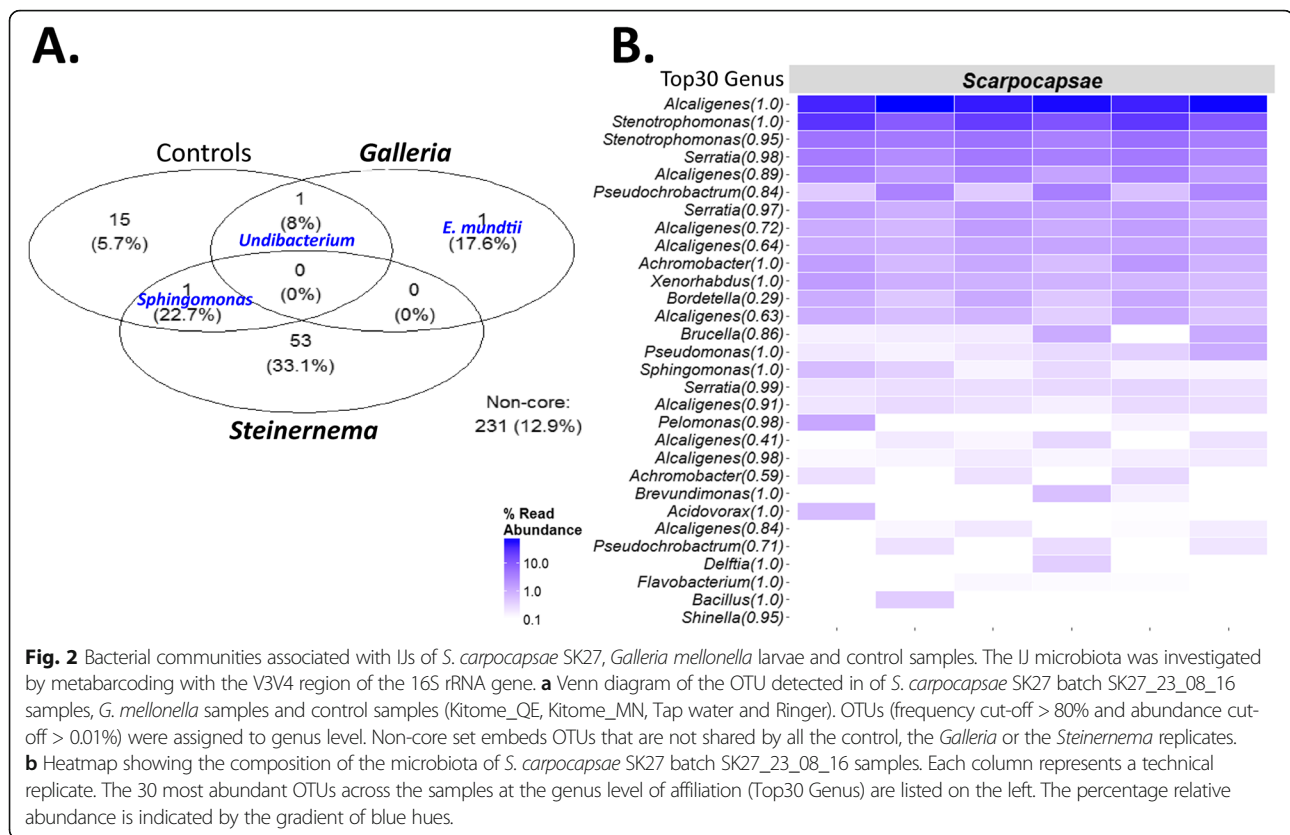 A.
Controls
Galleria
15
(5.7%)
1
(8%)
Undibacterium
1
E. mundtii
(17.6%)
0
(0%)
1
Sphingomonas
(22.7%)
0
(0%)
53
(33.1%)
Non-core:
231 (12.9%)
Steinernema
B.
Top30 Genus
Scarpocapsae
Alcaligenes(1.0)
Stenotrophomonas(1.0)
Stenotrophomonas(0.95)
Serratia(0.98)
Alcaligenes(0.89)
Pseudochrobactrum(0.84)
Serratia(0.97)
Alcaligenes(0.72)
Alcaligenes(0.64)
Achromobacter(1.0)
Xenorhabdus(1.0)
Bordetella(0.29)
Alcaligenes(0.63)
Brucella(0.86)
Pseudomonas(1.0)
Sphingomonas(1.0)
Serratia(0.99)
Alcaligenes(0.91)
Pelomonas(0.98)
Alcaligenes(0.41)
Alcaligenes(0.98)
Achromobacter(0.59)
Brevundimonas(1.0)
Acidovorax(1.0)
Alcaligenes(0.84)
Pseudochrobactrum(0.71)
Delftia(1.0)
Flavobacterium(1.0)
Bacillus(1.0)
Shinella(0.95)
% Read
Abundance
10.0
1.0
0.1
Fig. 2 Bacterial communities associated with IJs of S. carpocapsae SK27, Galleria mellonella larvae and control samples. The IJ microbiota was investigated
by metabarcoding with the V3V4 region of the 16S rRNA gene. a Venn diagram of the OTU detected in of S. carpocapsae SK27 batch SK27_23_08_16
samples, G. mellonella samples and control samples (Kitome_QE, Kitome_MN, Tap water and Ringer). OTUs (frequency cut-off > 80% and abundance cut-
off > 0.01%) were assigned to genus level. Non-core set embeds OTUs that are not shared by all the control, the Galleria or the Steinernema replicates.
b Heatmap showing the composition of the microbiota of S. carpocapsae SK27 batch SK27_23_08_16 samples. Each column represents a technical
replicate. The 30 most abundant OTUs across the samples at the genus level of affiliation (Top30 Genus) are listed on the left. The percentage relative
abundance is indicated by the gradient of blue hues.